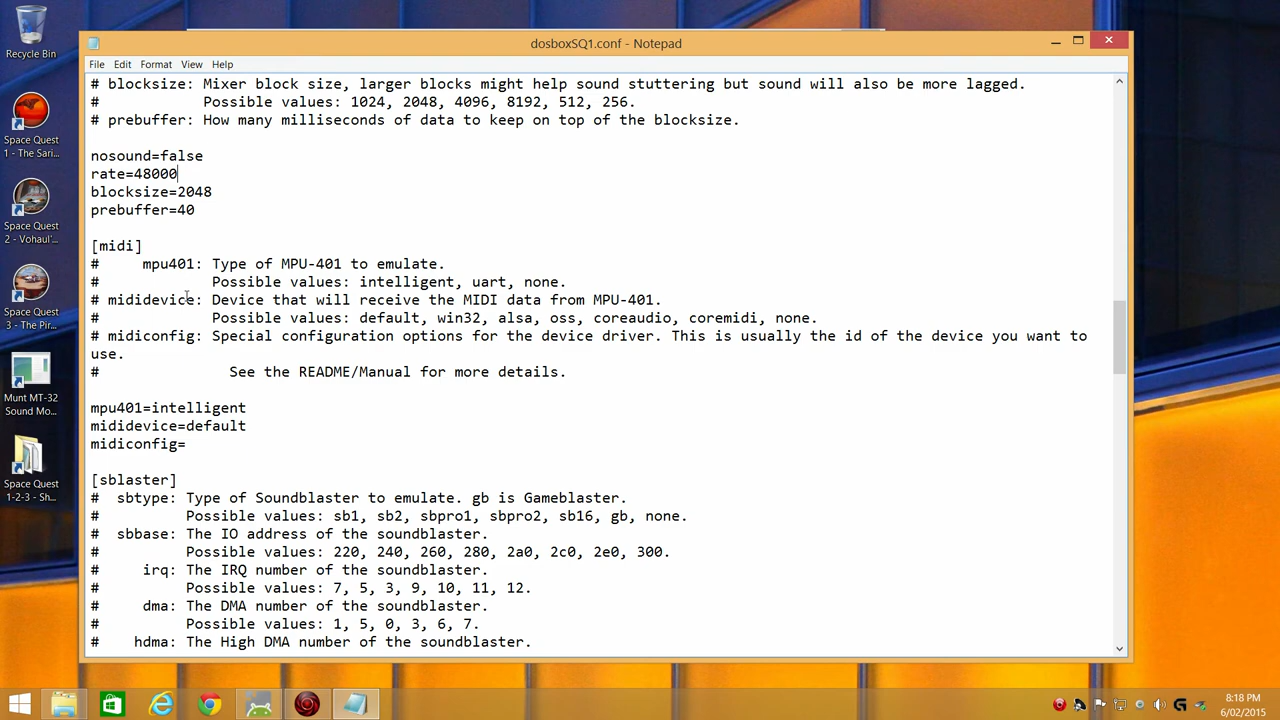 dosboxSQ1.conf - Notepad
File Edit Format View Help
# blocksize: Mixer block size, larger blocks might help sound stuttering but sound will also be more lagged.
# Possible values: 1024, 2048, 4096, 8192, 512, 256.
# prebuffer: How many milliseconds of data to keep on top of the blocksize.
nosound=false
rate=48000
blocksize=2048
prebuffer=40
[midi]
# mpu401: Type of MPU-401 to emulate.
# Possible values: intelligent, uart, none.
# mididevice: Device that will receive the MIDI data from MPU-401.
# Possible values: default, win32, alsa, oss, coreaudio, coremidi, none.
# midiconfig: Special configuration options for the device driver. This is usually the id of the device you want to
use.
# See the README/Manual for more details.
mpu401=intelligent
mididevice=default
midiconfig=
[sblaster]
# sbtype: Type of Soundblaster to emulate. gb is Gameblaster.
# Possible values: sb1, sb2, sbpro1, sbpro2, sb16, gb, none.
# sbbase: The IO address of the soundblaster.
# Possible values: 220, 240, 260, 280, 2a0, 2c0, 2e0, 300.
# irq: The IRQ number of the soundblaster.
# Possible values: 7, 5, 3, 9, 10, 11, 12.
# dma: The DMA number of the soundblaster.
# Possible values: 1, 5, 0, 3, 6, 7.
# hdma: The High DMA number of the soundblaster.
Recycle Bin
Space Quest
1 - The Sari...
Space Quest
2 - Vohaul'...
Space Quest
3 - The Pir...
Munt MT-32
Sound Mo...
Space Quest
1-2-3 - Sh...
8:18 PM
6/02/2015